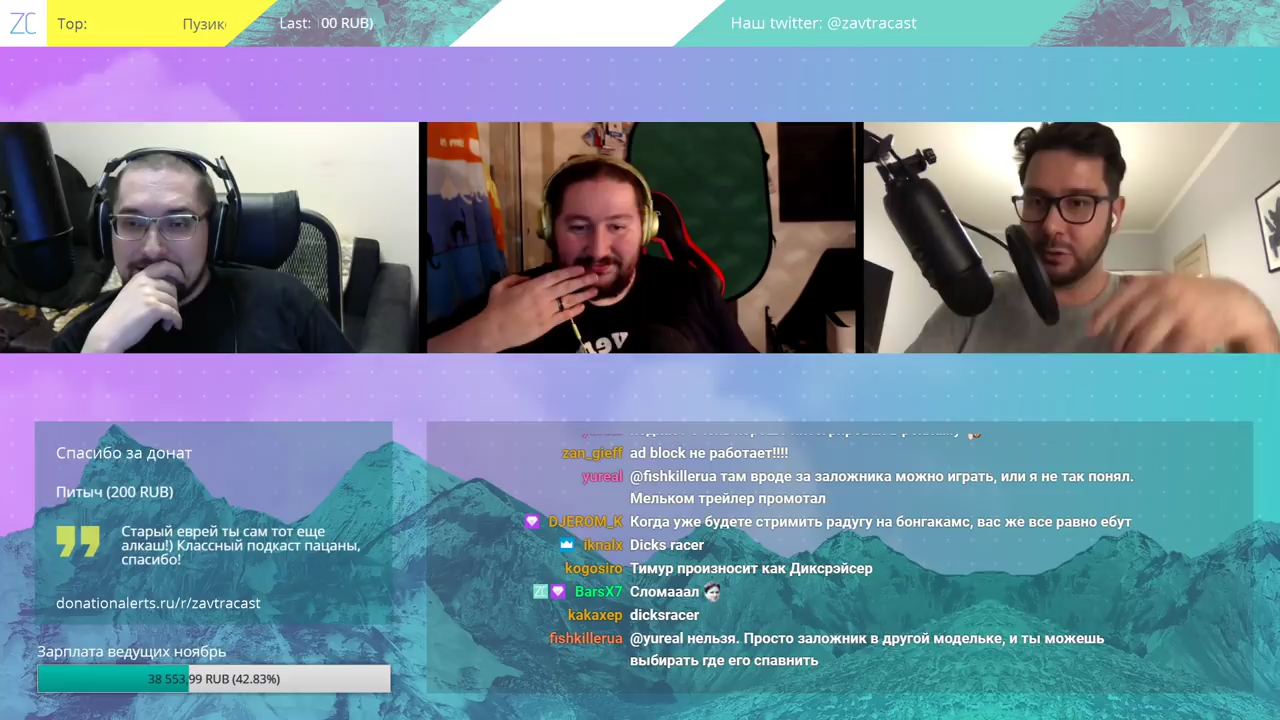 ZC
Top:
Пузик
Last:
00 RUB)
Наш twitter: @zavtracast
Спасибо за донат
Питыч (200 RUB)
Старый еврей ты сам тот еще
алкаш!) Классный подкаст пацаны,
спасибо!
donationalerts.ru/r/zavtracast
Зарплата ведущих ноябрь
38 553.99 RUB (42.83%)
zan_gieff ad block не работает!!!!
yureal @fishkillerua там вроде за заложника можно играть, или я не так понял.
Мельком трейлер промотал
DJEROM_K Когда уже будете стримить радугу на бонгакамс, вас же все равно ебут
iknalx Dicks racer
kogosiro Тимур произносит как Диксрэйсер
ZC BarsX7 Сломааал
kakaxep dicksracer
fishkillerua @yureal нельзя. Просто заложник в другой модельке, и ты можешь
выбирать где его спавнить